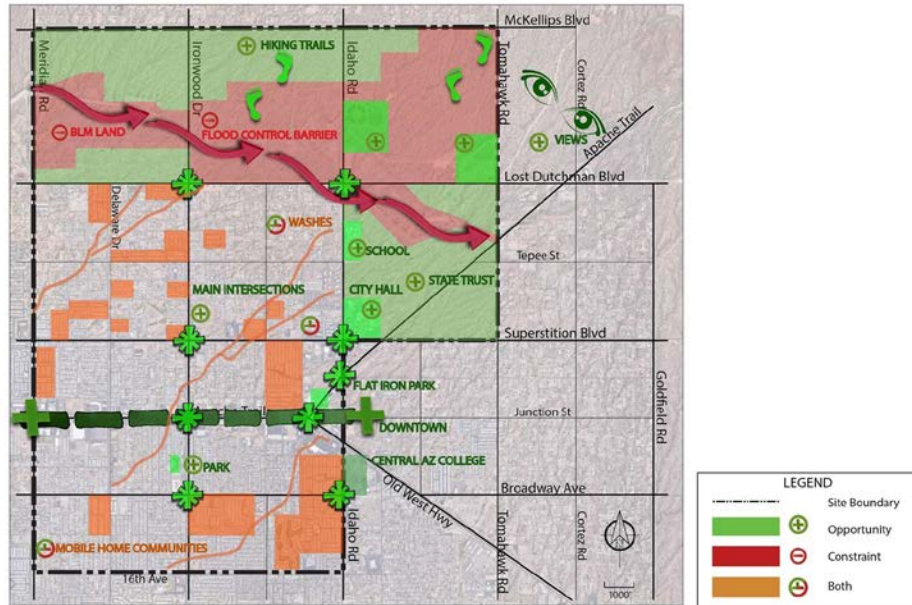 McKellips Blvd
Meridian Rd
Ironwood Dr
HIKING TRAILS
Idaho Rd
Tomahawk Rd
Cortez Rd
Apache Trail
BLM LAND
FLOOD CONTROL BARRIER
VIEWS
Lost Dutchman Blvd
Delaware Dr
WASHES
SCHOOL
Tepee St
STATE TRUST
MAIN INTERSECTIONS
CITY HALL
Superstition Blvd
Goldfield Rd
FLAT IRON PARK
Junction St
DOWNTOWN
PARK
CENTRAL AZ COLLEGE
Old West Hwy
Broadway Ave
Idaho Rd
Tomahawk Rd
Cortez Rd
MOBILE HOME COMMUNITIES
16th Ave
1000'
LEGEND
Site Boundary
Opportunity
Constraint
Both